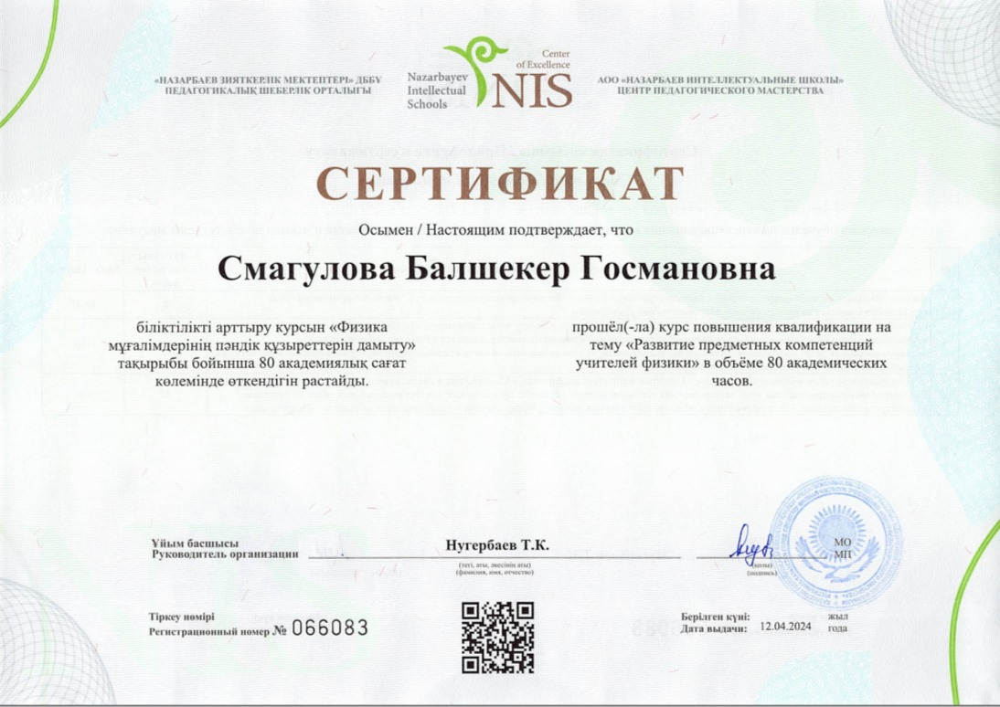 «НАЗАРБАЕВ ЗИЯТКЕРЛІК МЕКТЕПТЕРІ» ДББҰ
ПЕДАГОГИКАЛЫҚ ШЕБЕРЛІК ОРТАЛЫҒЫ
Nazarbayev
Intellectual
Schools
Center
of Excellence
NIS
АОО «НАЗАРБАЕВ ИНТЕЛЛЕКТУАЛЬНЫЕ ШКОЛЫ»
ЦЕНТР ПЕДАГОГИЧЕСКОГО МАСТЕРСТВА
СЕРТИФИКАТ
Осымен / Настоящим подтверждает, что
Смагулова Балшекер Госмановна
біліктілікті арттыру курсын «Физика
мұғалімдерінің пәндік құзыреттерін дамыту»
тақырыбы бойынша 80 академиялық сағат
көлемінде өткендігін растайды.
прошёл(-ла) курс повышения квалификации на
тему «Развитие предметных компетенций
учителей физики» в объёме 80 академических
часов.
Ұйым басшысы
Руководитель организации
Нугербаев Т.К.
(тегі, аты, әкесінің аты)
(фамилия, имя, отчество)
(қолы)
(подпись)
МО
МП
Тіркеу нөмірі
Регистрационный номер № 066083
Берілген күні: жыл
Дата выдачи: 12.04.2024 года